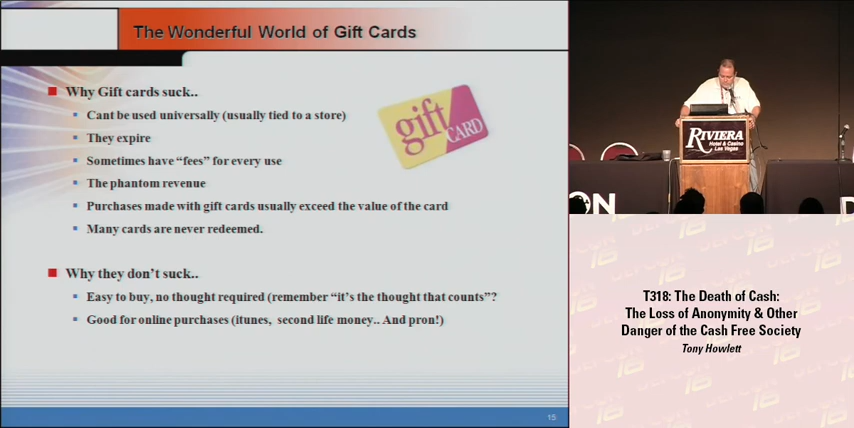 The Wonderful World of Gift Cards
Why Gift cards suck..
Cant be used universally (usually tied to a store)
They expire
Sometimes have “fees” for every use
The phantom revenue
Purchases made with gift cards usually exceed the value of the card
Many cards are never redeemed.
Why they don’t suck..
Easy to buy, no thought required (remember “it’s the thought that counts”?
Good for online purchases (itunes, second life money.. And pron!)
15
gift
CARD
RIVIERA
Hotel & Casino
Las Vegas
T318: The Death of Cash:
The Loss of Anonymity & Other
Danger of the Cash Free Society
Tony Howlett